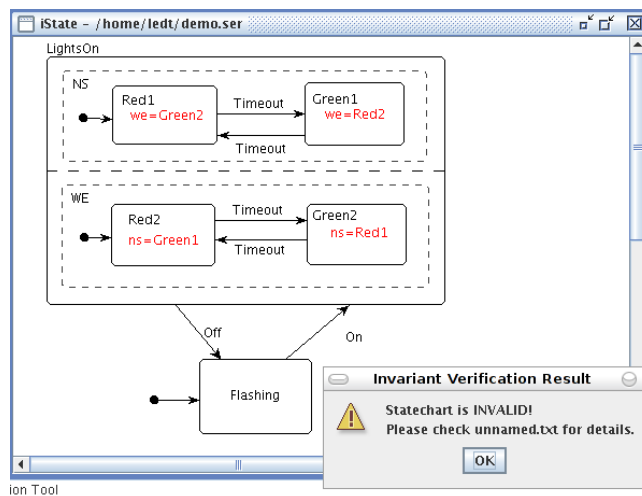 iState - /home/ledt/demo.ser
LightsOn
NS
Red1
we=Green2
Timeout
Green1
we=Red2
Timeout
WE
Red2
ns=Green1
Timeout
Green2
ns=Red1
Timeout
Off
On
Flashing
Invariant Verification Result
Statechart is INVALID!
Please check unnamed.txt for details.
OK
ion Tool